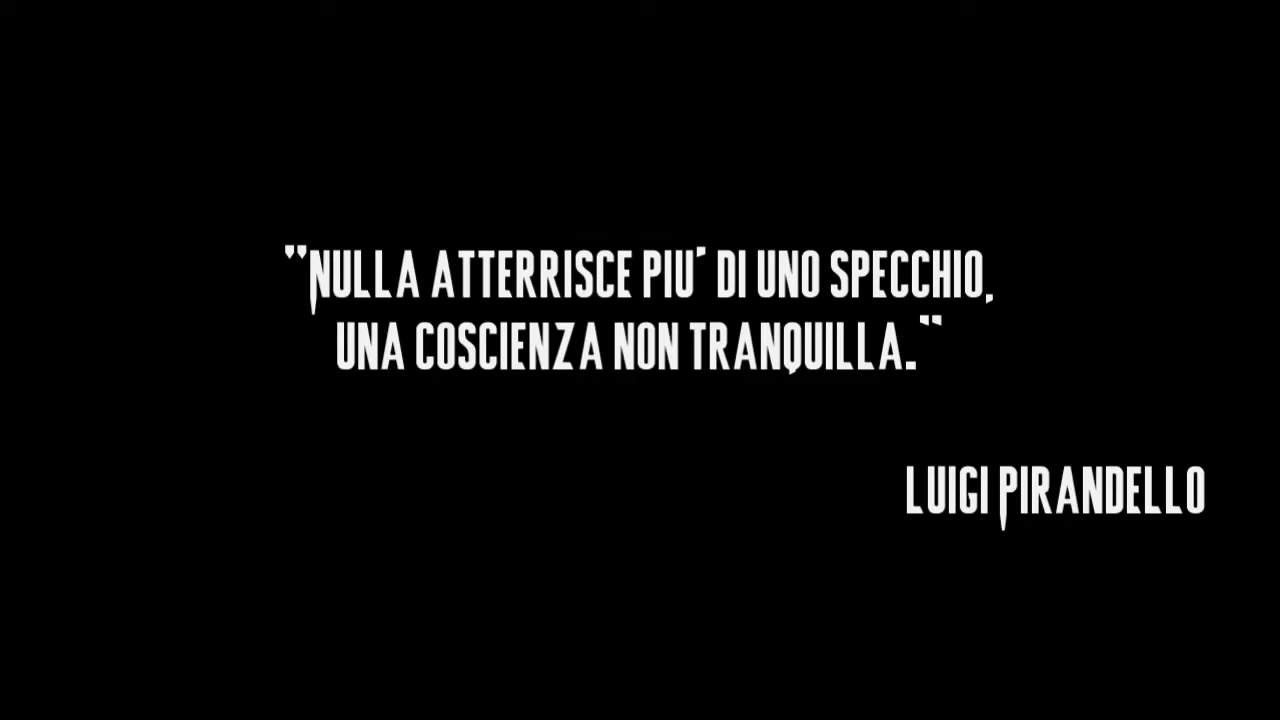 "NULLA ATTERRISCE PIU' DI UNO SPECCHIO,
UNA COSCIENZA NON TRANQUILLA."
LUIGI PIRANDELLO